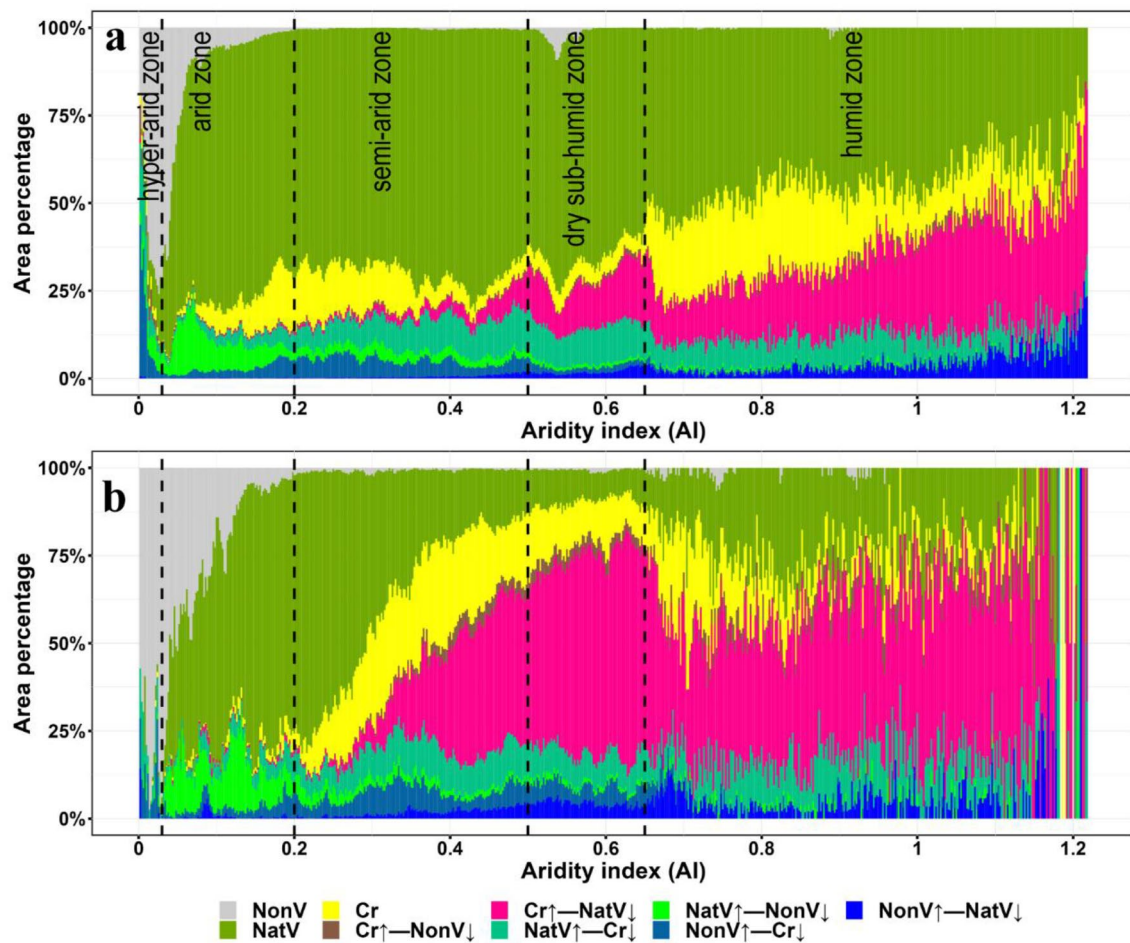 a
100%
75%
50%
25%
0%
Area percentage
hyper-arid zone
arid zone
semi-arid zone
dry sub-humid zone
humid zone
0 0.2 0.4 0.6 0.8 1 1.2
Aridity index (AI)
b
100%
75%
50%
25%
0%
Area percentage
0 0.2 0.4 0.6 0.8 1 1.2
Aridity index (AI)
NonV Cr Cr↑—NatV↓ NatV↑—NonV↓ NonV↑—NatV↓
NatV Cr↑—NonV↓ NatV↑—Cr↓ NonV↑—Cr↓